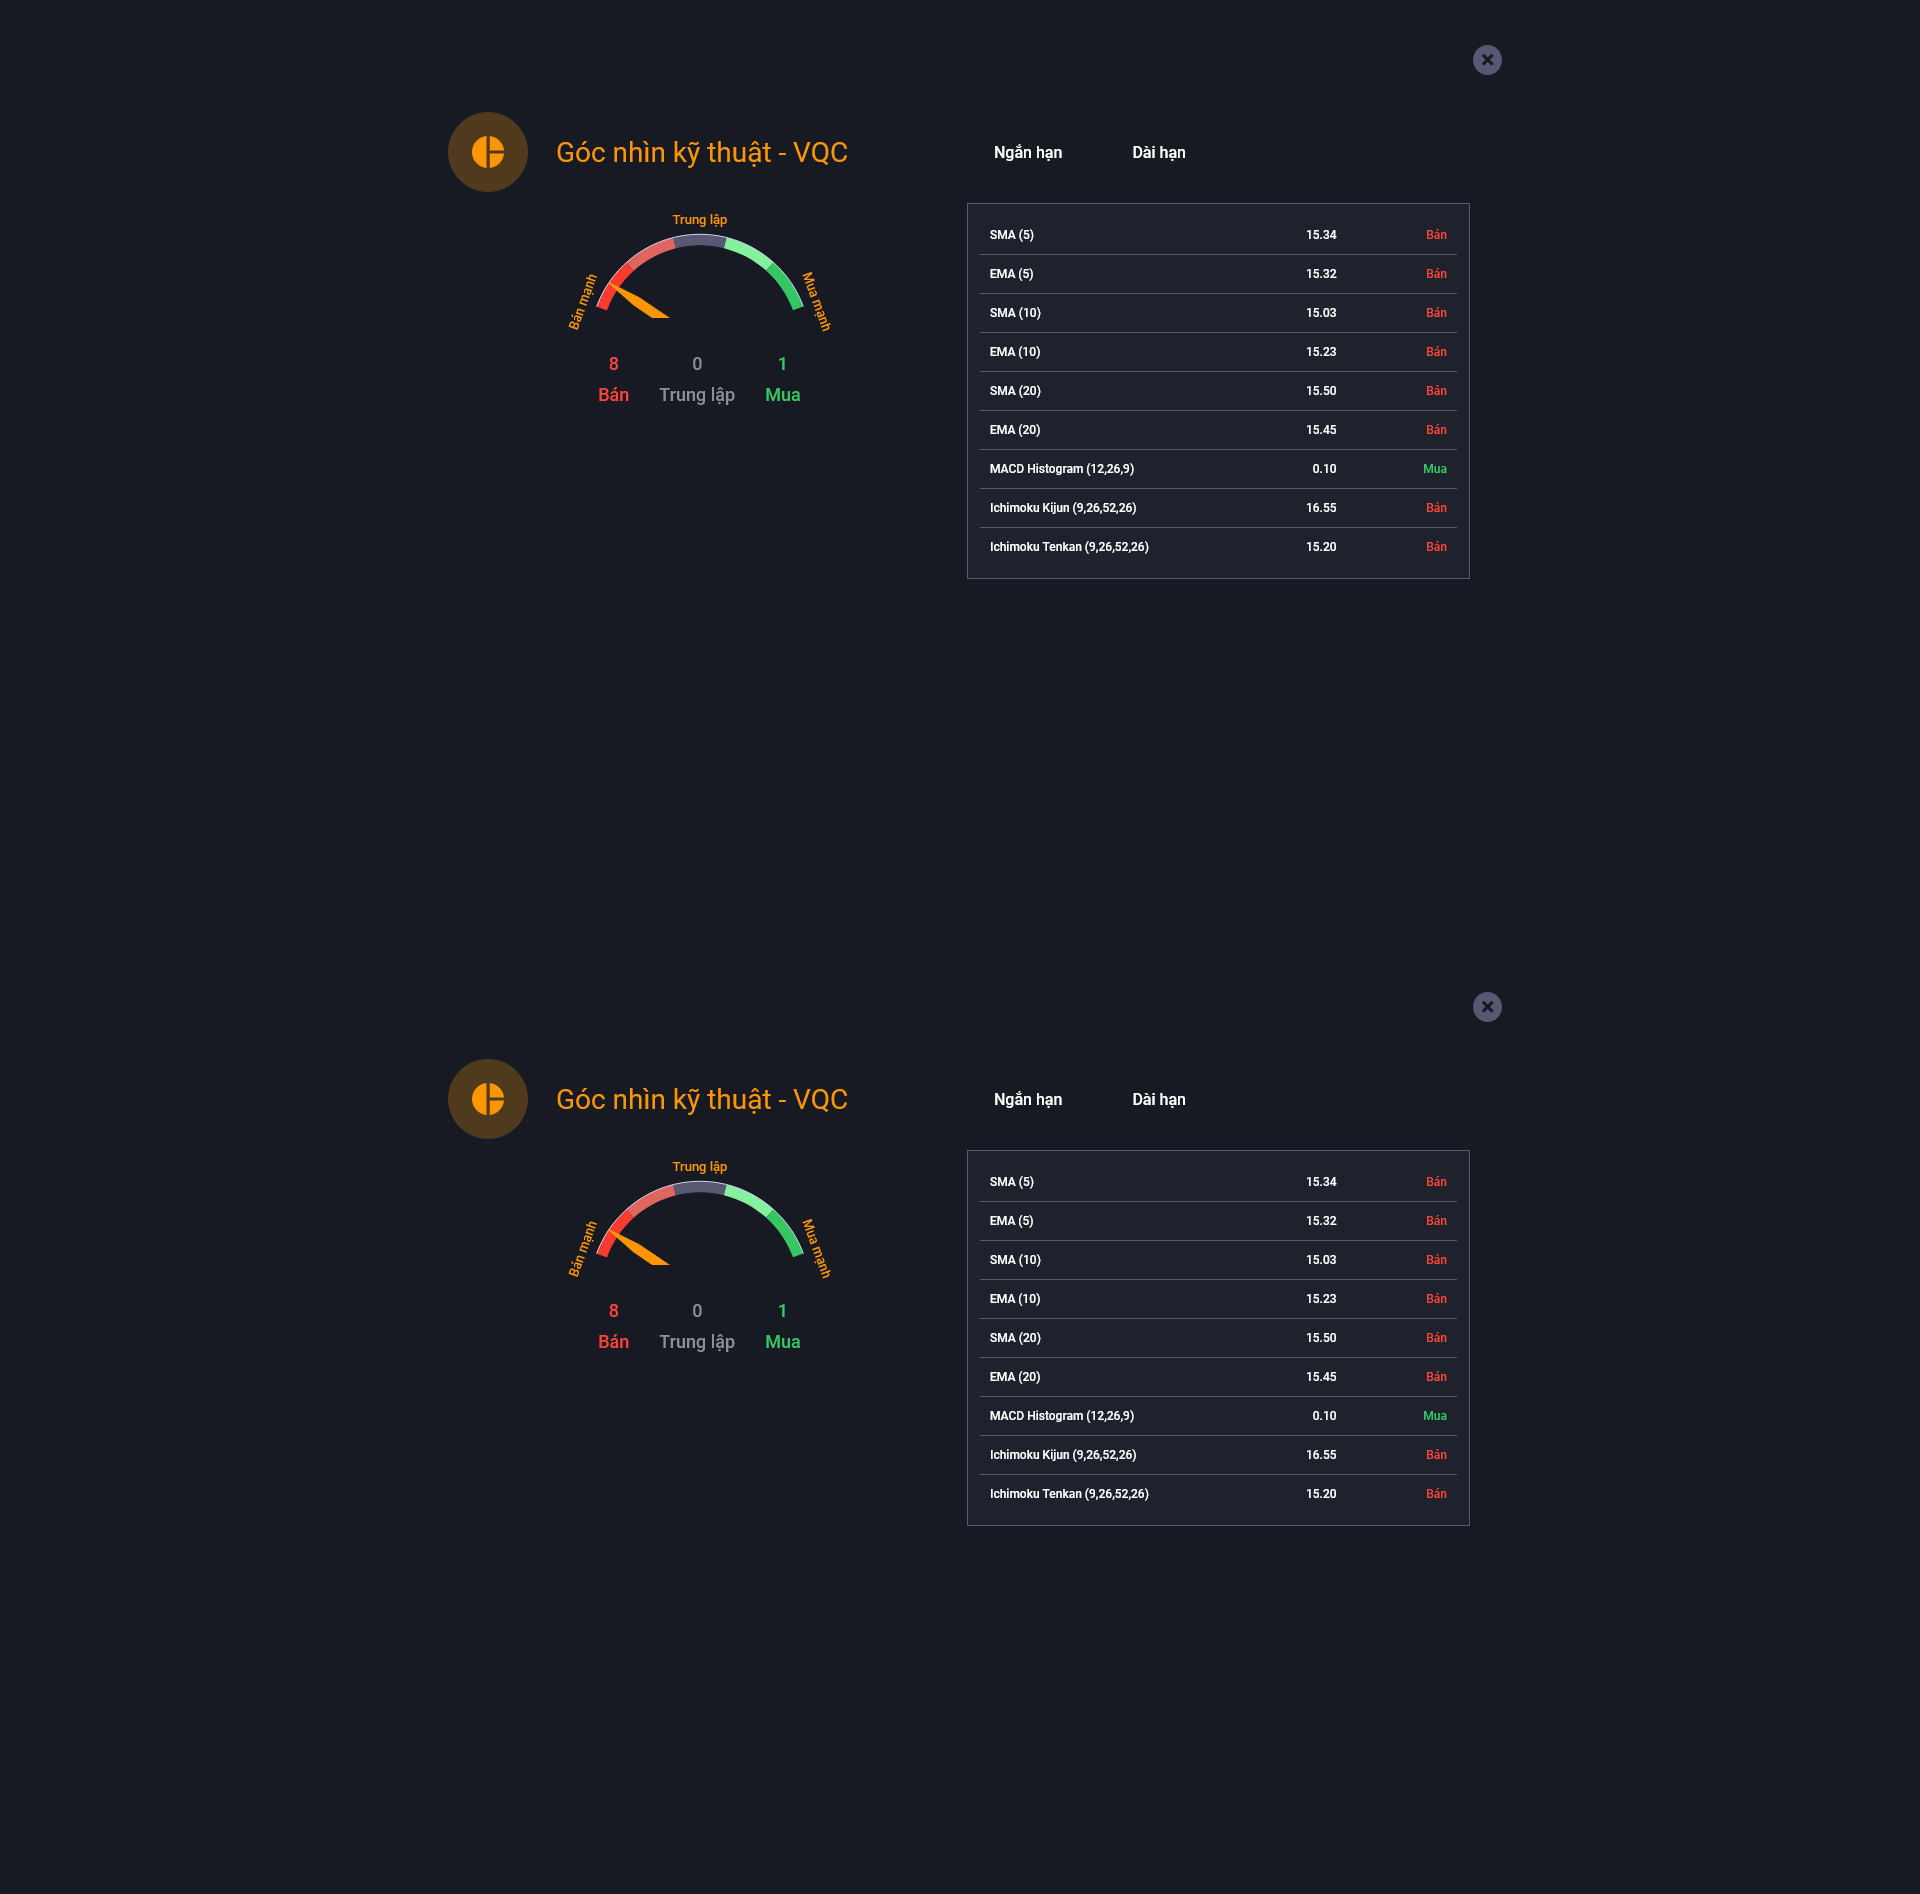 Góc nhìn kỹ thuật - VQC
Ngắn hạn Dài hạn
Trung lập
Bán mạnh
Mua mạnh
8 0 1
Bán Trung lập Mua
SMA (5) 15.34 Bán
EMA (5) 15.32 Bán
SMA (10) 15.03 Bán
EMA (10) 15.23 Bán
SMA (20) 15.50 Bán
EMA (20) 15.45 Bán
MACD Histogram (12,26,9) 0.10 Mua
Ichimoku Kijun (9,26,52,26) 16.55 Bán
Ichimoku Tenkan (9,26,52,26) 15.20 Bán
Góc nhìn kỹ thuật - VQC
Ngắn hạn Dài hạn
Trung lập
Bán mạnh
Mua mạnh
8 0 1
Bán Trung lập Mua
SMA (5) 15.34 Bán
EMA (5) 15.32 Bán
SMA (10) 15.03 Bán
EMA (10) 15.23 Bán
SMA (20) 15.50 Bán
EMA (20) 15.45 Bán
MACD Histogram (12,26,9) 0.10 Mua
Ichimoku Kijun (9,26,52,26) 16.55 Bán
Ichimoku Tenkan (9,26,52,26) 15.20 Bán